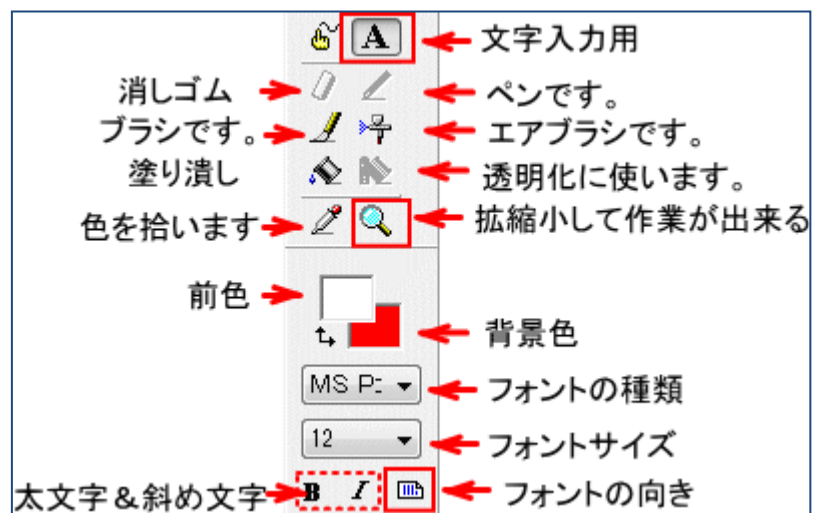 A 文字入力用
消しゴム ペンです。
ブラシです。 エアブラシです。
塗り潰し 透明化に使います。
色を拾います 拡縮小して作業が出来る
前色
背景色
MS P フォントの種類
12 フォントサイズ
太文字＆斜め文字 B I フォントの向き